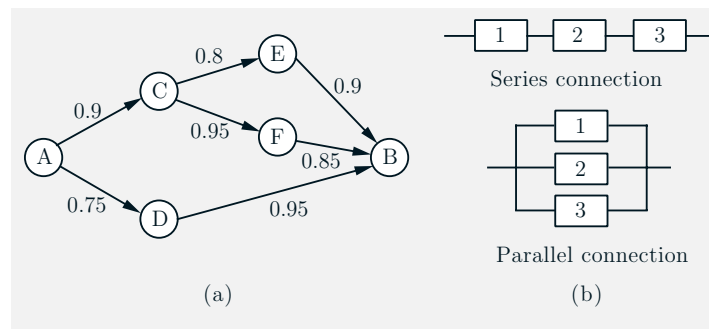 0.8
E
0.9
C
0.9
0.95
F
A
0.85
B
0.75
D
0.95
(a)
1 2 3
Series connection
1
2
3
Parallel connection
(b)